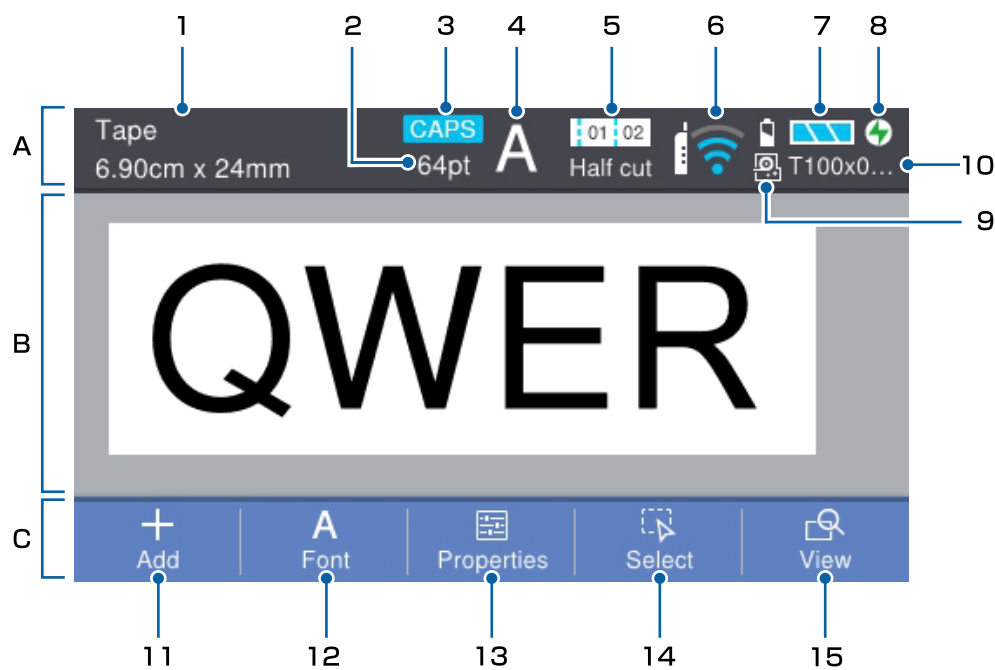 1 2 3 4 5 6 7 8
A
Tape CAPS A 01 02
6.90cm x 24mm 64pt Half cut T100x0... 10
9
B
QWER
C
A
Add Font Properties Select View
11 12 13 14 15